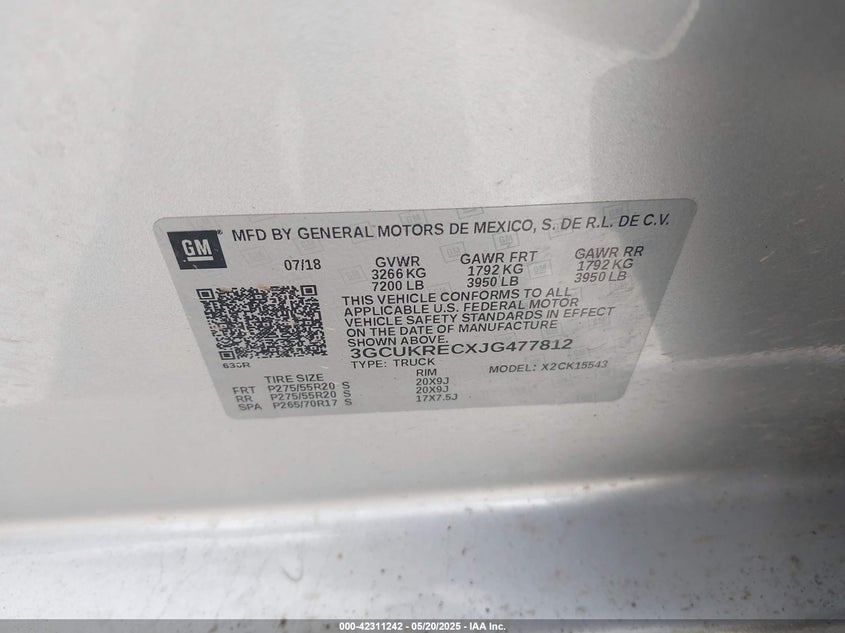 GM
MFD BY GENERAL MOTORS DE MEXICO, S. DE R.L. DE C.V.
07/18 GVWR GAWR FRT GAWR RR
3266 KG 1792 KG 1792 KG
7200 LB 3950 LB 3950 LB
THIS VEHICLE CONFORMS TO ALL
APPLICABLE U.S. FEDERAL MOTOR
VEHICLE SAFETY STANDARDS IN EFFECT
ON THE DATE OF MANUFACTURE
SHOWN ABOVE.
3GCUKRECXJG477812
TYPE: TRUCK MODEL: X2CK15543
TIRE SIZE RIM
FRT P275/55R20 S 20X9J
RR P275/55R20 S 20X9J
SPA P265/70R17 S 17X7.5J
000-42311242 - 05/20/2025 - IAA Inc.